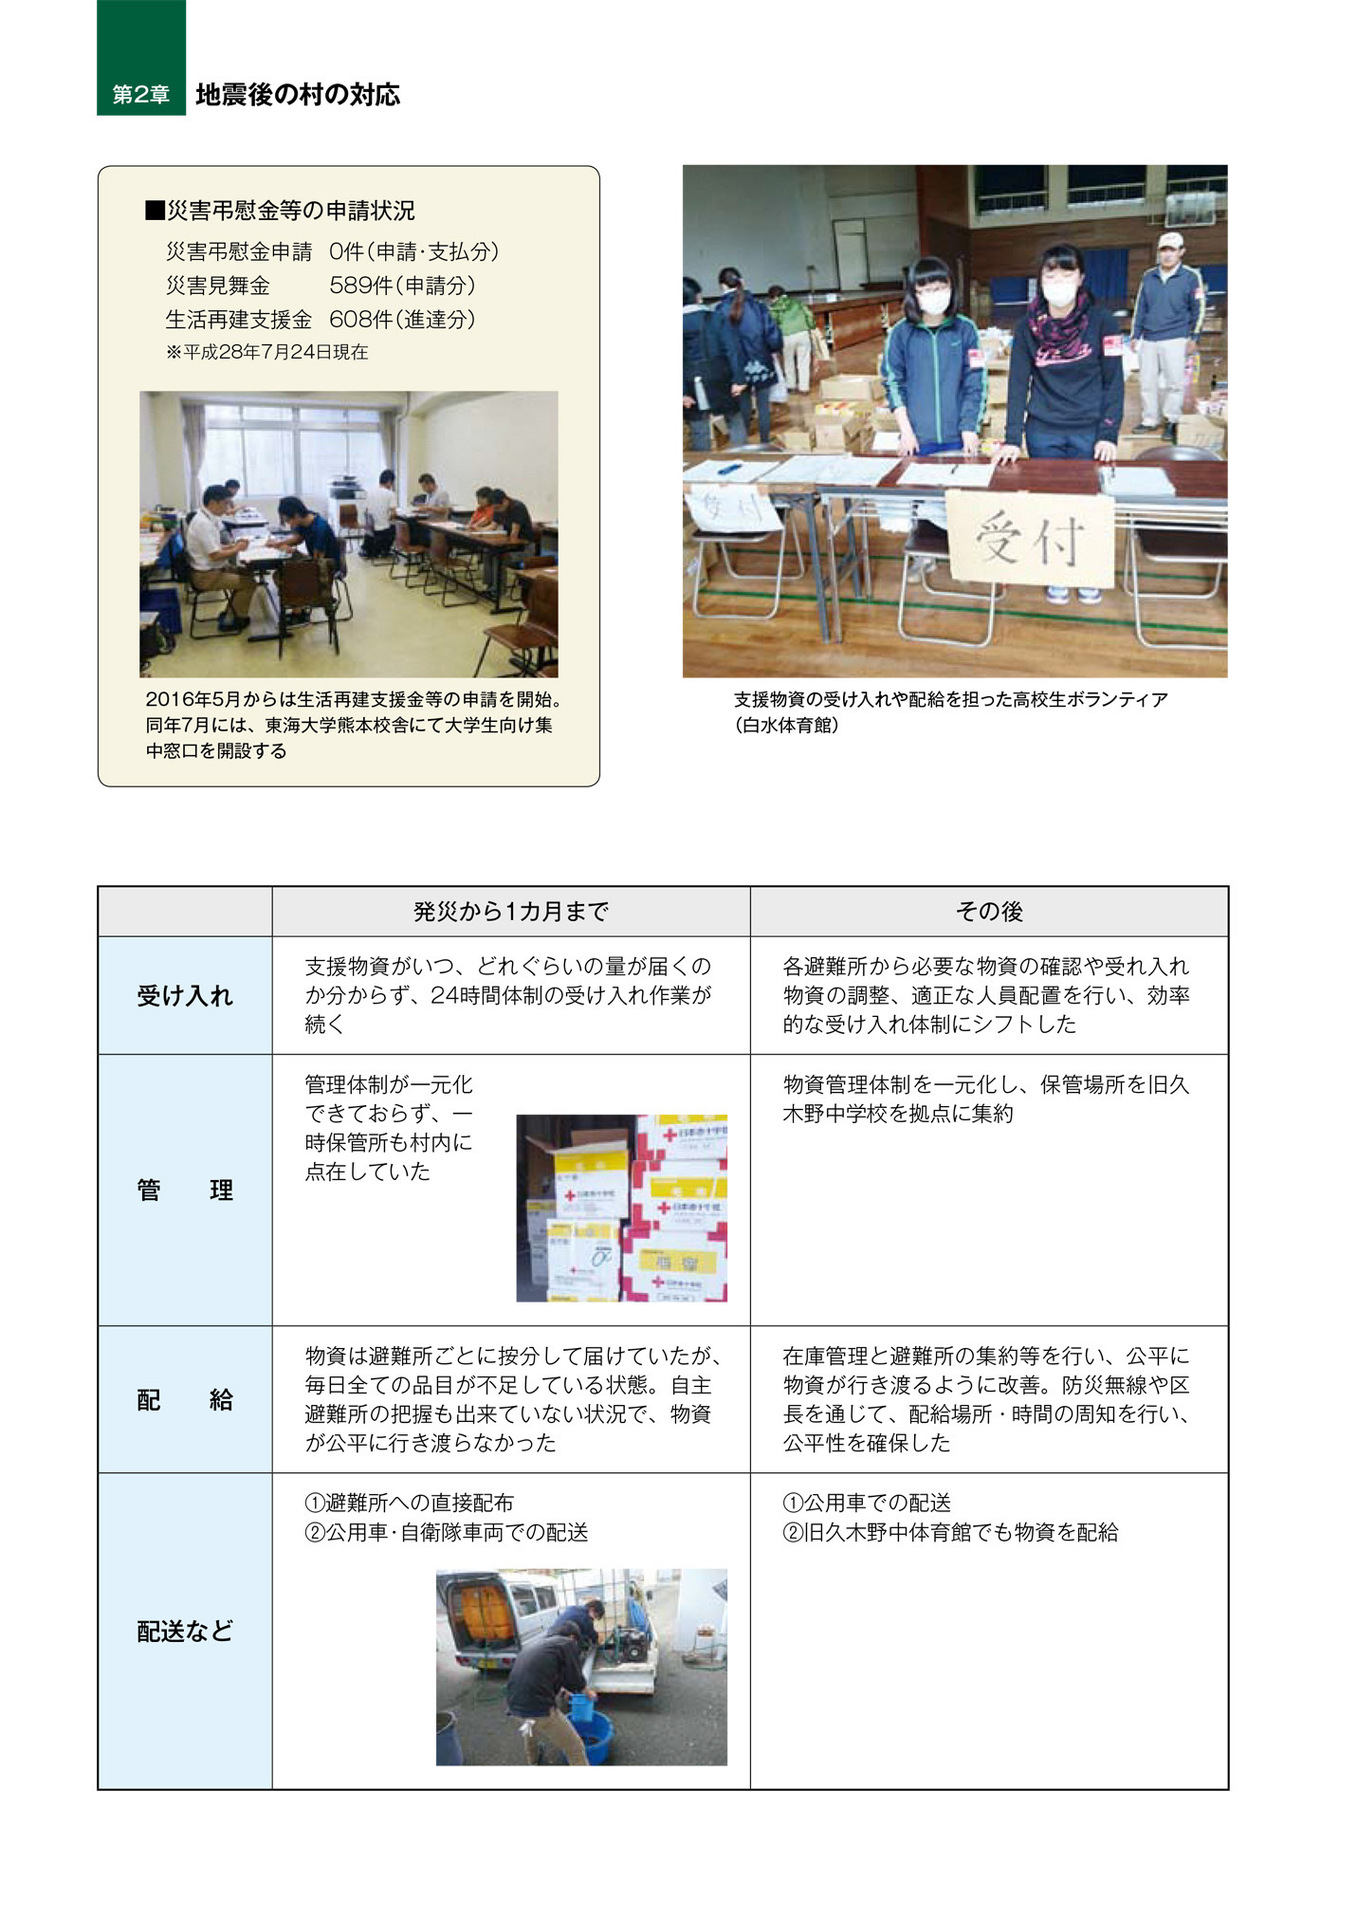 第2章 地震後の村の対応
■災害弔慰金等の申請状況
災害弔慰金申請 0件(申請･支払分)
災害見舞金 589件(申請分)
生活再建支援金 608件(進達分)
※平成28年7月24日現在
2016年5月からは生活再建支援金等の申請を開始。
同年7月には、東海大学熊本校舎にて大学生向け集
中窓口を開設する
受付
受付
支援物資の受け入れや配給を担った高校生ボランティア
(白水体育館)
発災から1カ月まで
その後
受け入れ
支援物資がいつ、どれぐらいの量が届くの
か分からず、24時間体制の受け入れ作業が
続く
各避難所から必要な物資の確認や受れ入れ
物資の調整、適正な人員配置を行い、効率
的な受け入れ体制にシフトした
管　理
管理体制が一元化
できておらず、一
時保管所も村内に
点在していた
日本赤十字社
日本赤十字社
日本赤十字社
物資管理体制を一元化し、保管場所を旧久
木野中学校を拠点に集約
配　給
物資は避難所ごとに按分して届けていたが、
毎日全ての品目が不足している状態。自主
避難所の把握も出来ていない状況で、物資
が公平に行き渡らなかった
在庫管理と避難所の集約等を行い、公平に
物資が行き渡るように改善。防災無線や区
長を通じて、配給場所・時間の周知を行い、
公平性を確保した
配送など
①避難所への直接配布
②公用車･自衛隊車両での配送
①公用車での配送
②旧久木野中体育館でも物資を配給